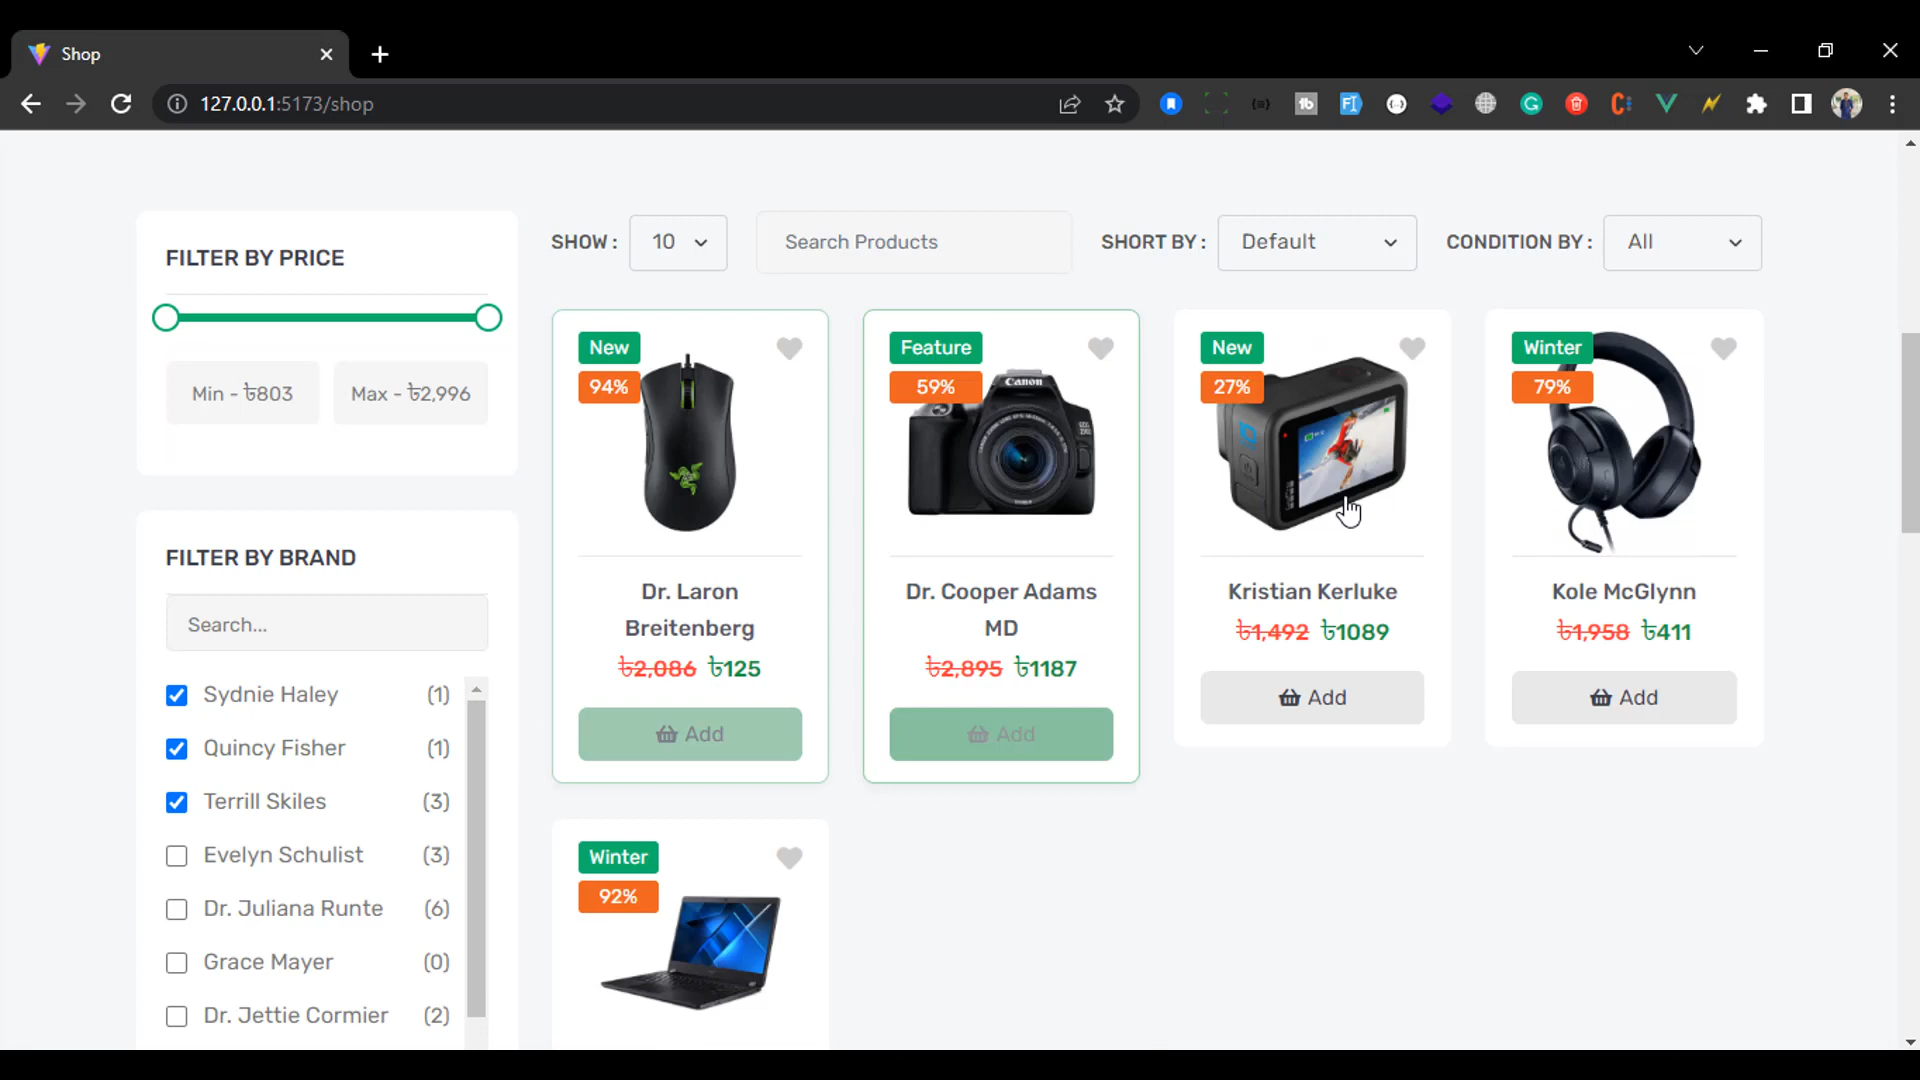 Shop
127.0.0.1:5173/shop
FILTER BY PRICE
Min - ৳803
Max - ৳2,996
FILTER BY BRAND
Search...
Sydnie Haley (1)
Quincy Fisher (1)
Terrill Skiles (3)
Evelyn Schulist (3)
Dr. Juliana Runte (6)
Grace Mayer (0)
Dr. Jettie Cormier (2)
SHOW :
10
Search Products
SHORT BY :
Default
CONDITION BY :
All
New
94%
Dr. Laron
Breitenberg
৳2,086 ৳125
Add
Feature
59%
Canon
Dr. Cooper Adams
MD
৳2,895 ৳1187
Add
New
27%
Kristian Kerluke
৳1,492 ৳1089
Add
Winter
79%
Kole McGlynn
৳1,958 ৳411
Add
Winter
92%